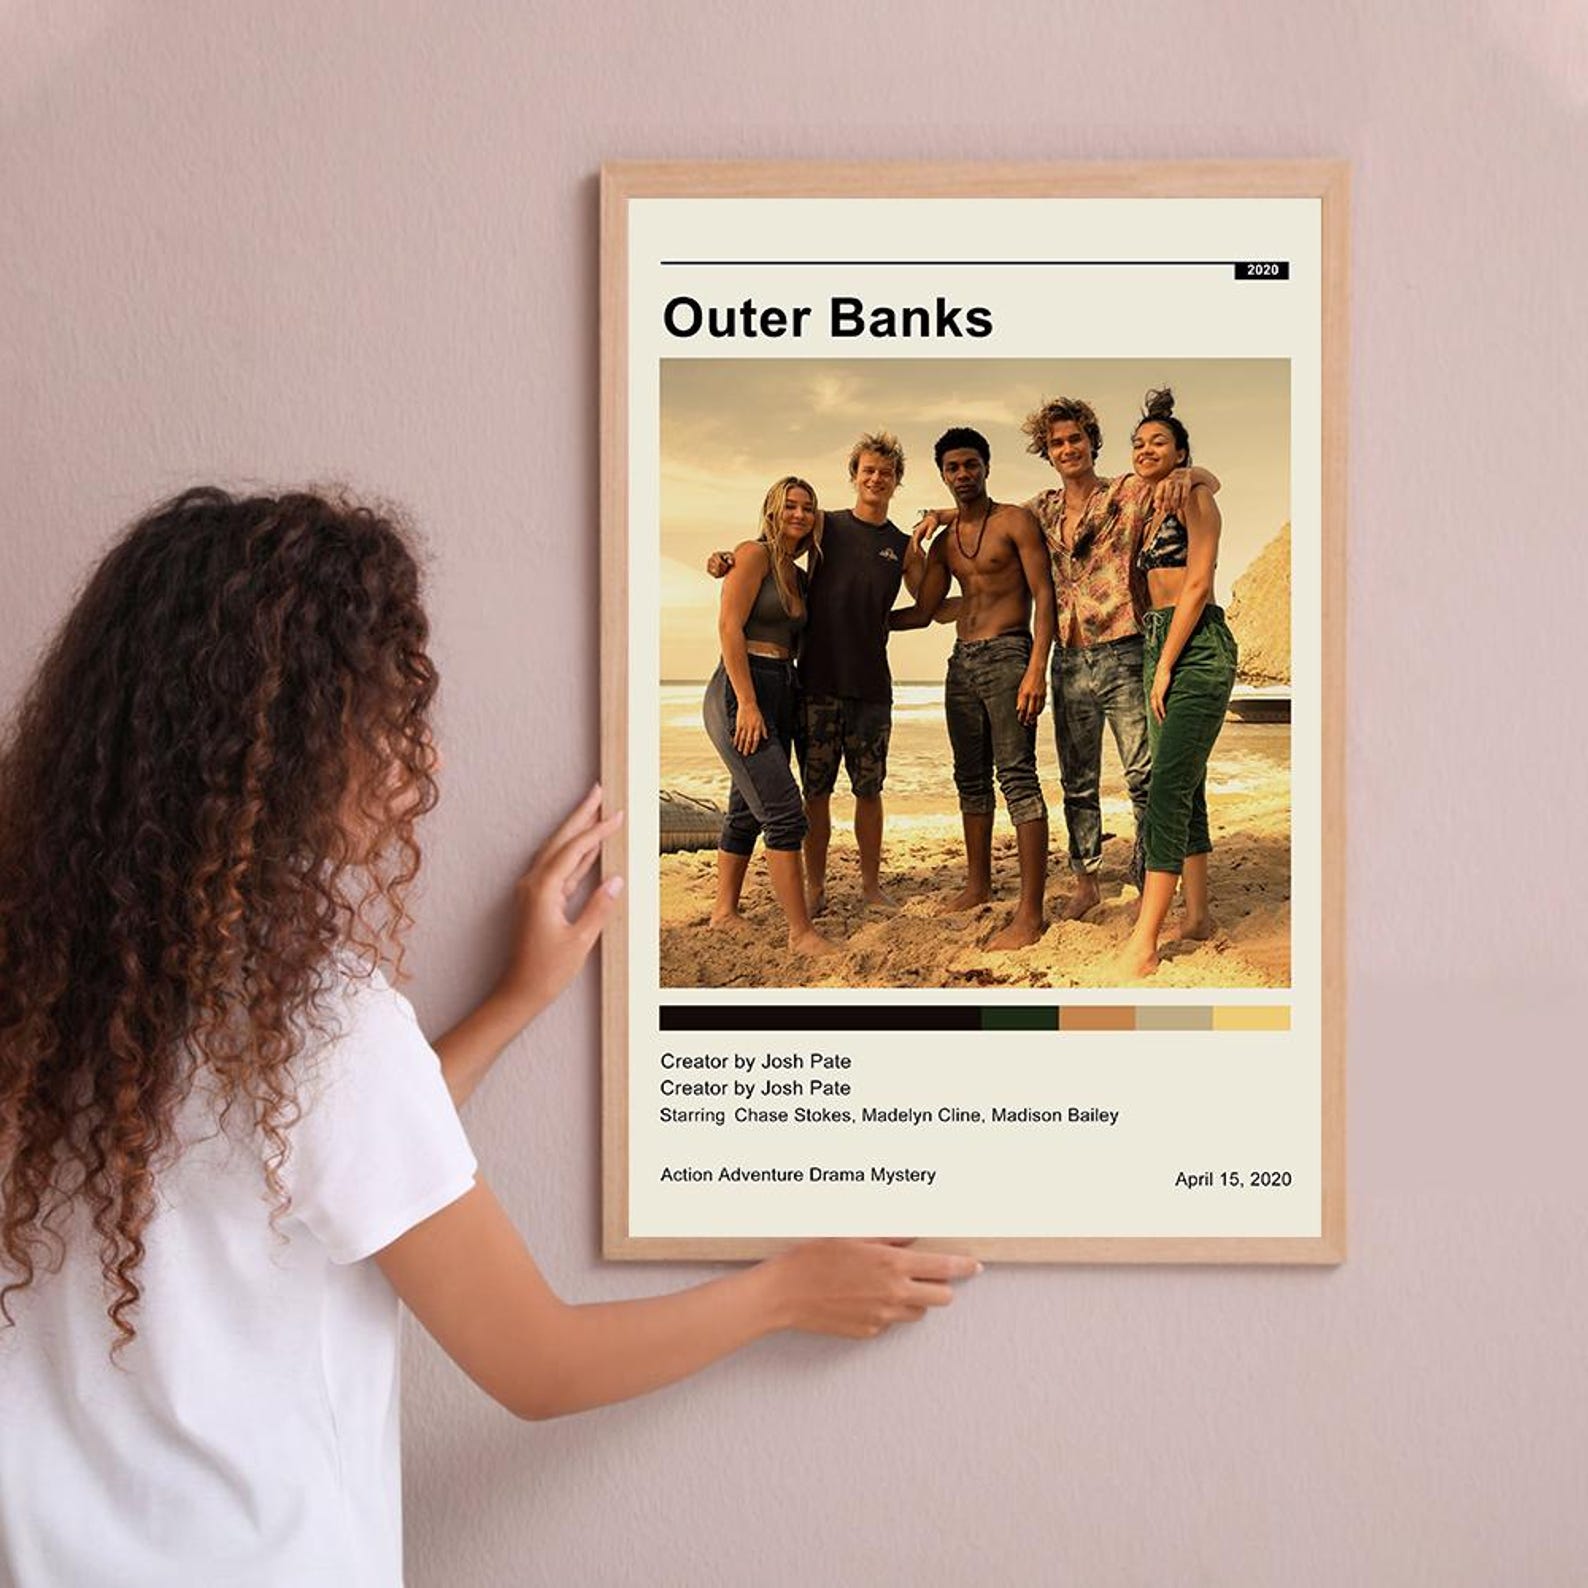 2020
Outer Banks
Creator by Josh Pate
Creator by Josh Pate
Starring Chase Stokes, Madelyn Cline, Madison Bailey
Action Adventure Drama Mystery
April 15, 2020